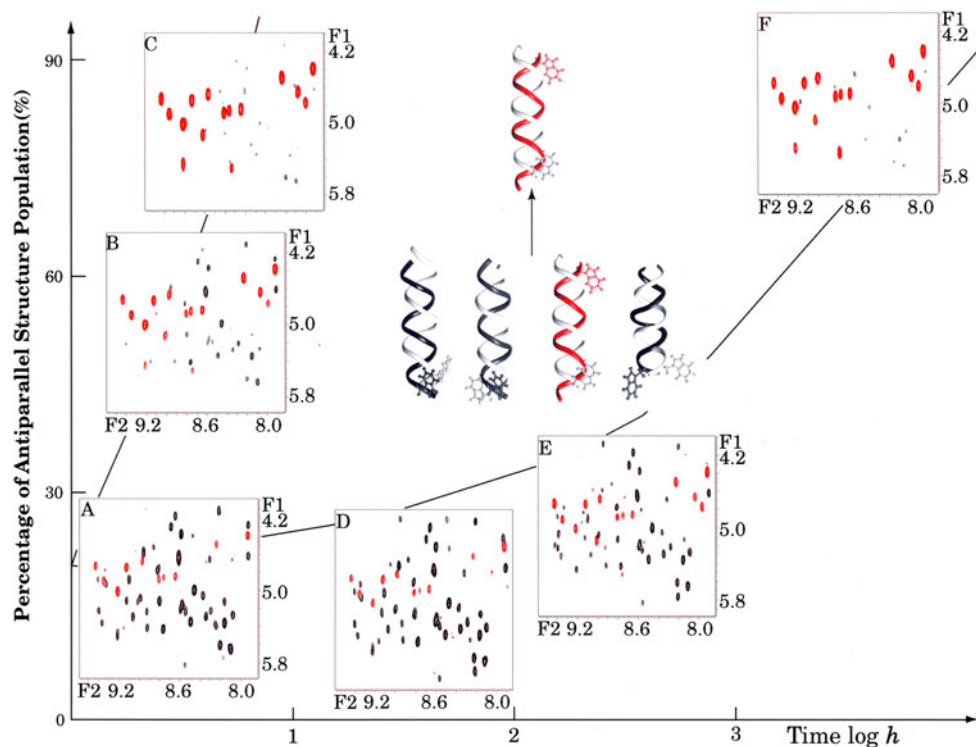 Percentage of Antiparallel Structure Population(%)
90
60
30
0
1
2
3
Time log h
C
F1
4.2
5.0
5.8
F
F1
4.2
5.0
5.8
F2 9.2
8.6
8.0
B
F1
4.2
5.0
5.8
F2 9.2
8.6
8.0
A
F1
4.2
5.0
5.8
F2 9.2
8.6
8.0
D
F2 9.2
8.6
8.0
E
F1
4.2
5.0
5.8
F2 9.2
8.6
8.0